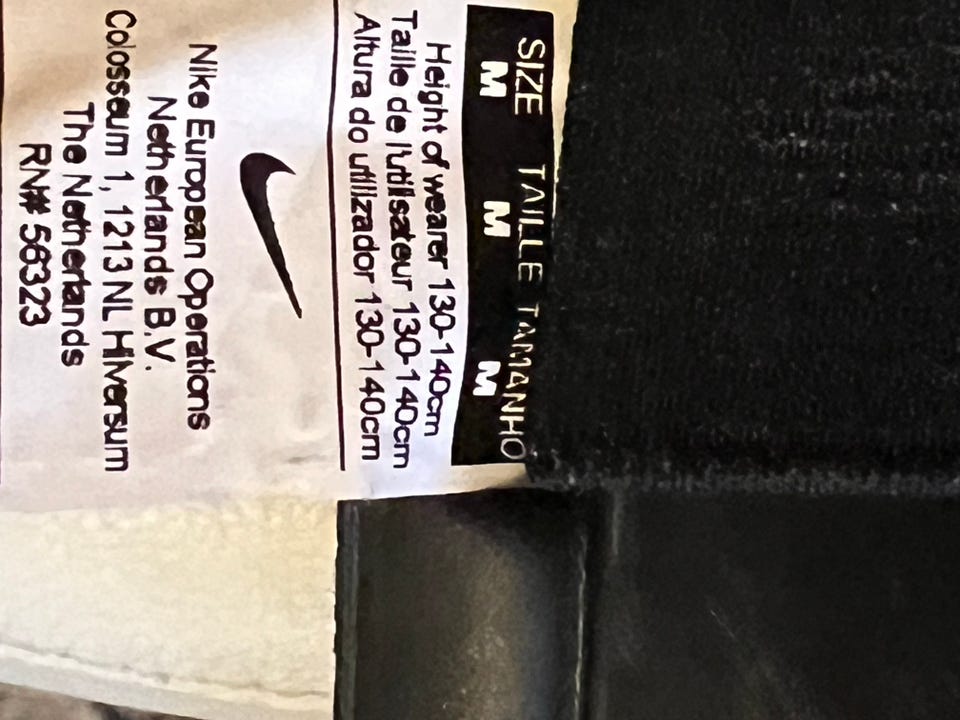 SIZE TAILLE TAMANHO
M M M
Height of wearer 130-140cm
Taille de l'utilisateur 130-140cm
Altura do utilizador 130-140cm
Nike European Operations
Netherlands B.V.
Colosseum 1, 1213 NL Hilversum
The Netherlands
RN# 56323